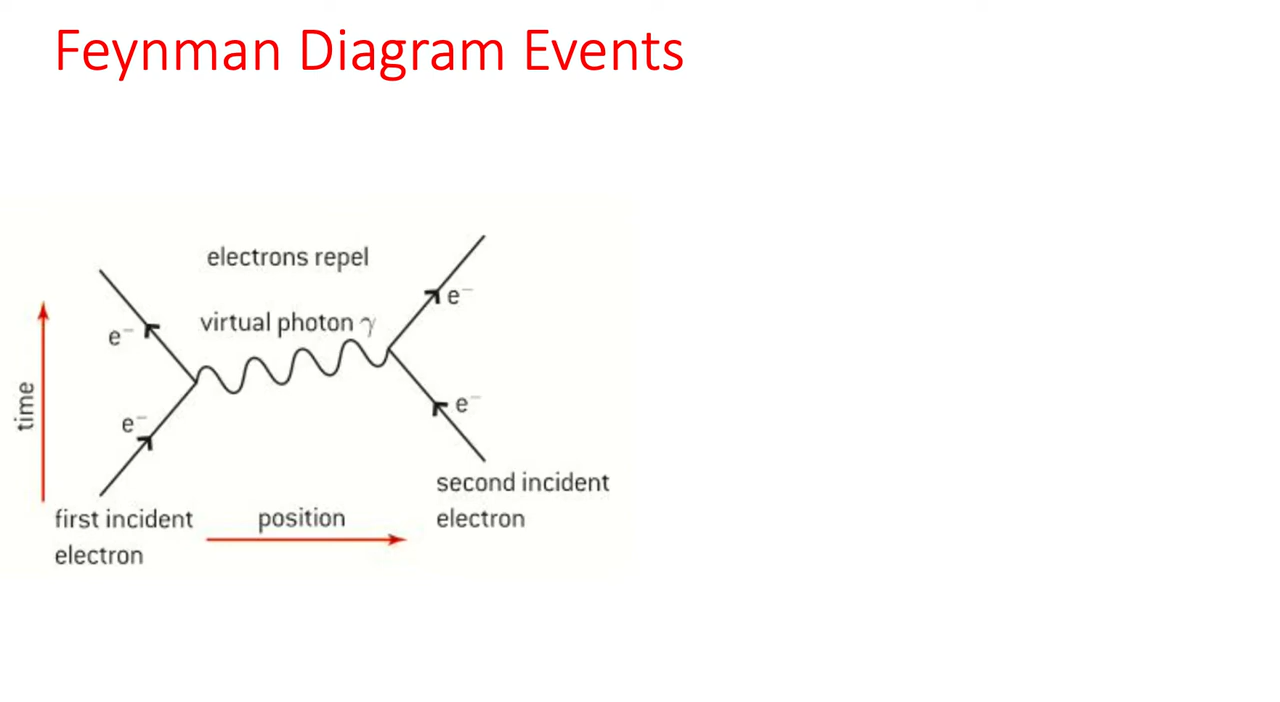 Feynman Diagram Events
electrons repel
virtual photon γ
e⁻
e⁻
e⁻
e⁻
time
first incident
electron
position
second incident
electron